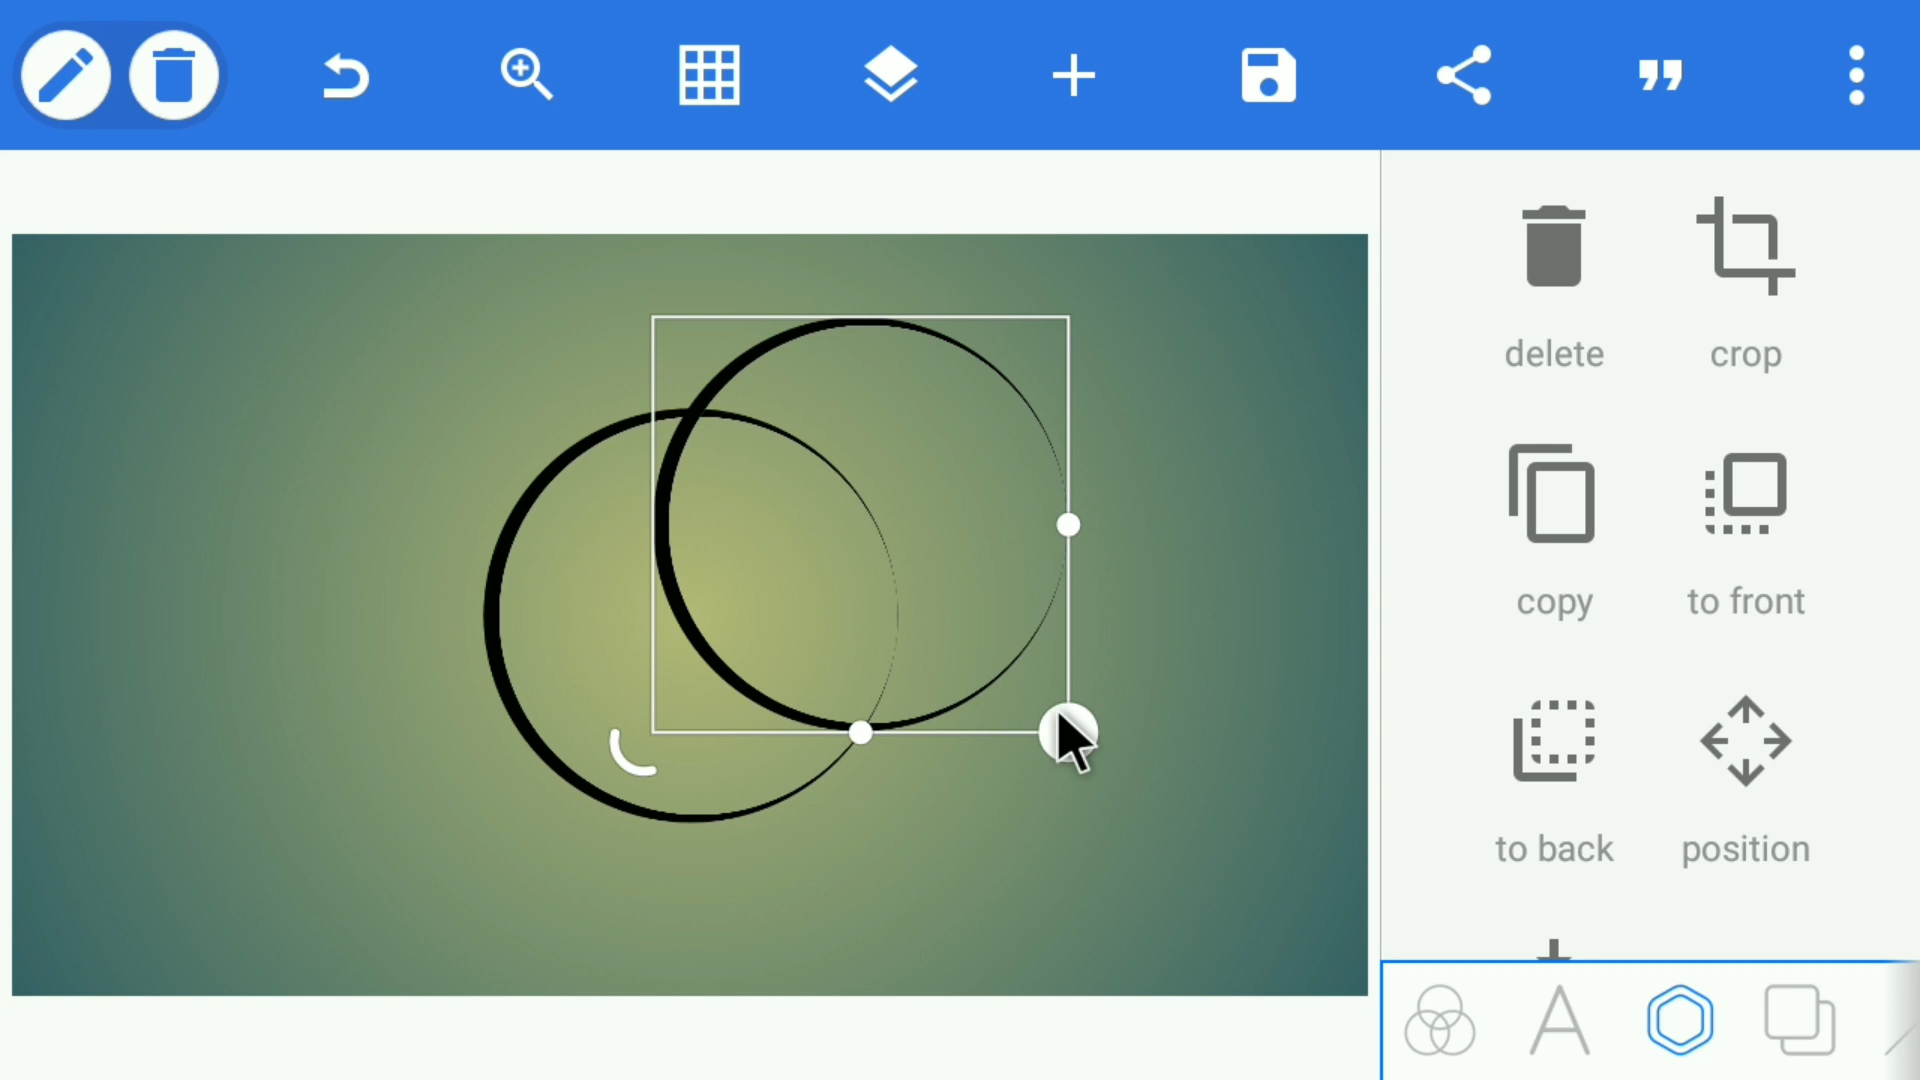 delete
crop
copy
to front
to back
position